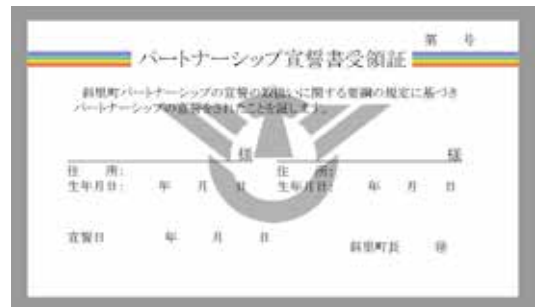 第 号
パートナーシップ宣誓書受領証
斜里町パートナーシップの宣誓の取扱いに関する要綱の規定に基づき
パートナーシップの宣誓をされたことを証します。
様 様
住 所: 住 所:
生年月日: 年 月 日 生年月日: 年 月 日
宣誓日 年 月 日
斜里町長 ㊞